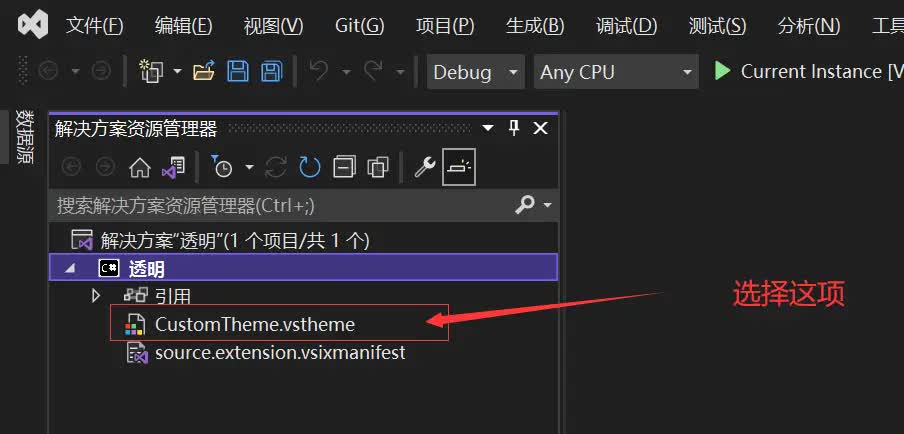 文件(F) 编辑(E) 视图(V) Git(G) 项目(P) 生成(B) 调试(D) 测试(S) 分析(N) 工具
Debug Any CPU Current Instance [V
数据源
解决方案资源管理器
搜索解决方案资源管理器(Ctrl+;)
解决方案“透明”(1 个项目/共 1 个)
C# 透明
引用
选择这项
CustomTheme.vstheme
source.extension.vsixmanifest